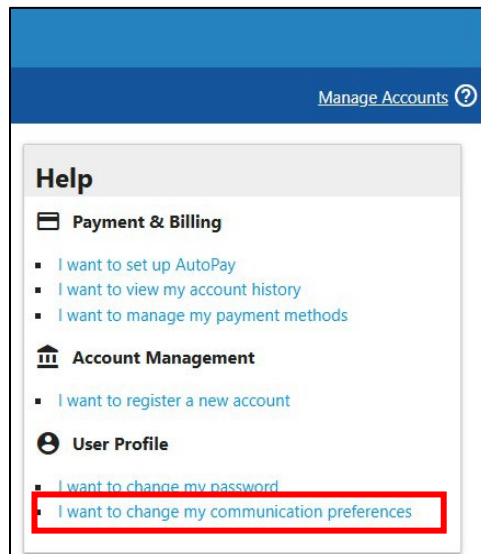 Manage Accounts ?
Help
Payment & Billing
I want to set up AutoPay
I want to view my account history
I want to manage my payment methods
Account Management
I want to register a new account
User Profile
I want to change my password
I want to change my communication preferences